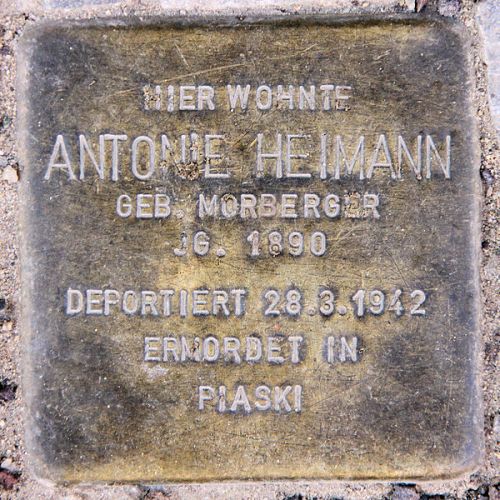 HIER WOHNTE
ANTONIE HEIMANN
GEB. MORBERGER
JG. 1890
DEPORTIERT 28.3.1942
ERMORDET IN
PIASKI